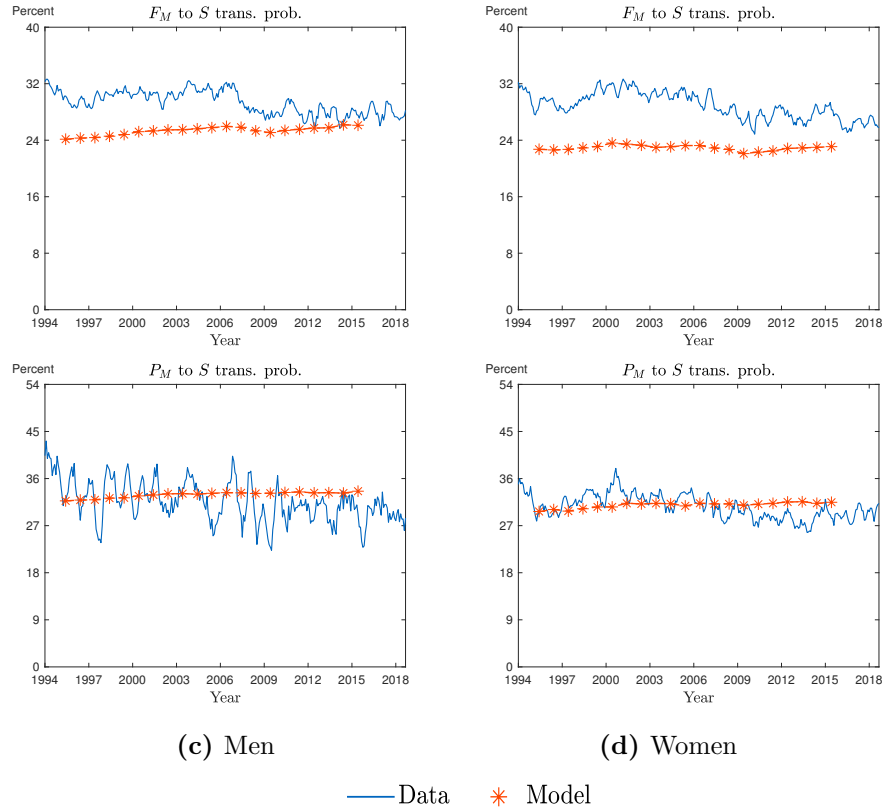 Percent
F_M to S trans. prob.
40
32
24
16
8
0
1994 1997 2000 2003 2006 2009 2012 2015 2018
Year
Percent
F_M to S trans. prob.
40
32
24
16
8
0
1994 1997 2000 2003 2006 2009 2012 2015 2018
Year
Percent
P_M to S trans. prob.
54
45
36
27
18
9
0
1994 1997 2000 2003 2006 2009 2012 2015 2018
Year
Percent
P_M to S trans. prob.
54
45
36
27
18
9
0
1994 1997 2000 2003 2006 2009 2012 2015 2018
Year
(c) Men
(d) Women
Data Model